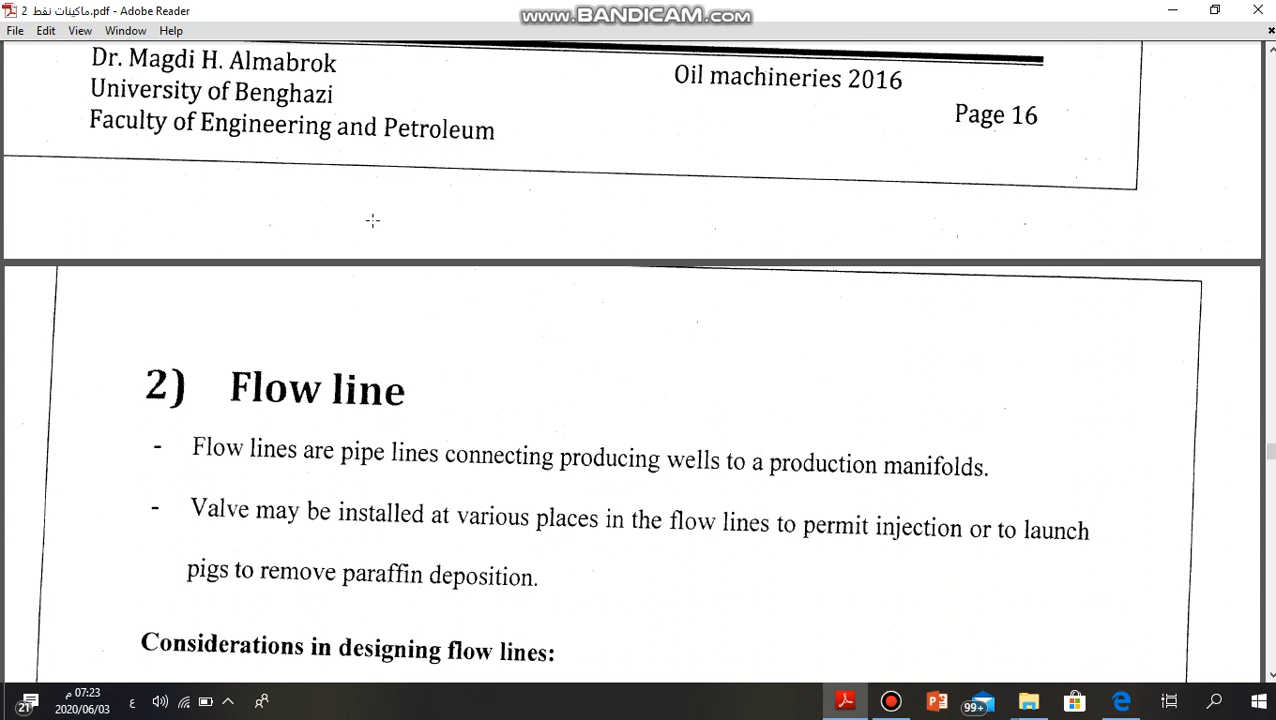 ماكينات نفط 2.pdf - Adobe Reader
www.BANDICAM.com
File Edit View Window Help
Dr. Magdi H. Almabrok
Oil machineries 2016
University of Benghazi
Page 16
Faculty of Engineering and Petroleum
2) Flow line
- Flow lines are pipe lines connecting producing wells to a production manifolds.
- Valve may be installed at various places in the flow lines to permit injection or to launch
pigs to remove paraffin deposition.
Considerations in designing flow lines:
21
07:23 م
2020/06/03
ع
99+